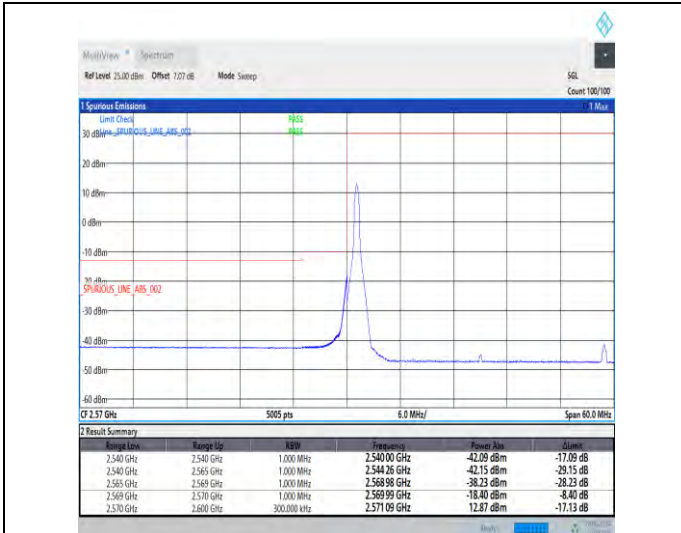 MultiView Spectrum
Ref Level 25.00 dBm Offset 7.07 dB Mode Sweep SGL
Count 100/100
1 Spurious Emissions 1 Max
Limit Check PASS
30 dBm Line _SPURIOUS_LINE_ABS_002 PASS
20 dBm
10 dBm
0 dBm
-10 dBm
-20 dBm
_SPURIOUS_LINE_ABS_002
-30 dBm
-40 dBm
-50 dBm
-60 dBm
CF 2.57 GHz 5005 pts 6.0 MHz/ Span 60.0 MHz
2 Result Summary
Range Low Range Up RBW Frequency Power Abs ΔLimit
2.540 GHz 2.540 GHz 1.000 MHz 2.540 00 GHz -42.09 dBm -17.09 dB
2.540 GHz 2.565 GHz 1.000 MHz 2.544 26 GHz -42.15 dBm -29.15 dB
2.565 GHz 2.569 GHz 1.000 MHz 2.568 98 GHz -38.23 dBm -28.23 dB
2.569 GHz 2.570 GHz 1.000 MHz 2.569 99 GHz -18.40 dBm -8.40 dB
2.570 GHz 2.600 GHz 300.000 kHz 2.571 09 GHz 12.87 dBm -17.13 dB